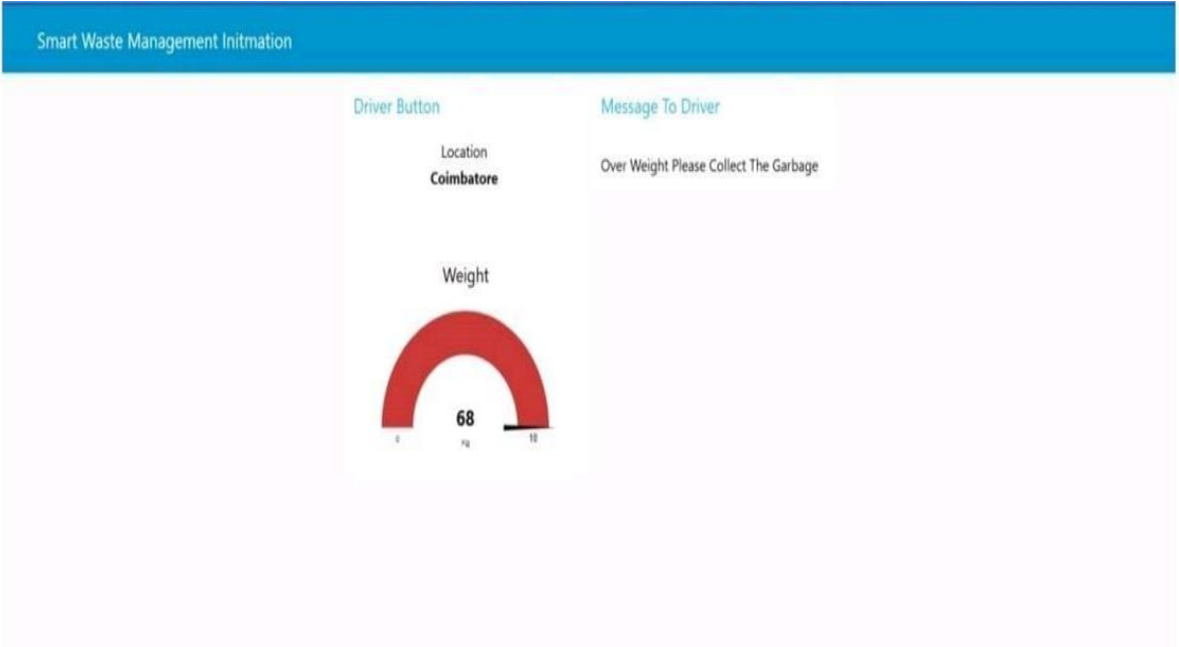 Smart Waste Management Initmation
Driver Button
Location
Coimbatore
Weight
68
Kg
0
10
Message To Driver
Over Weight Please Collect The Garbage